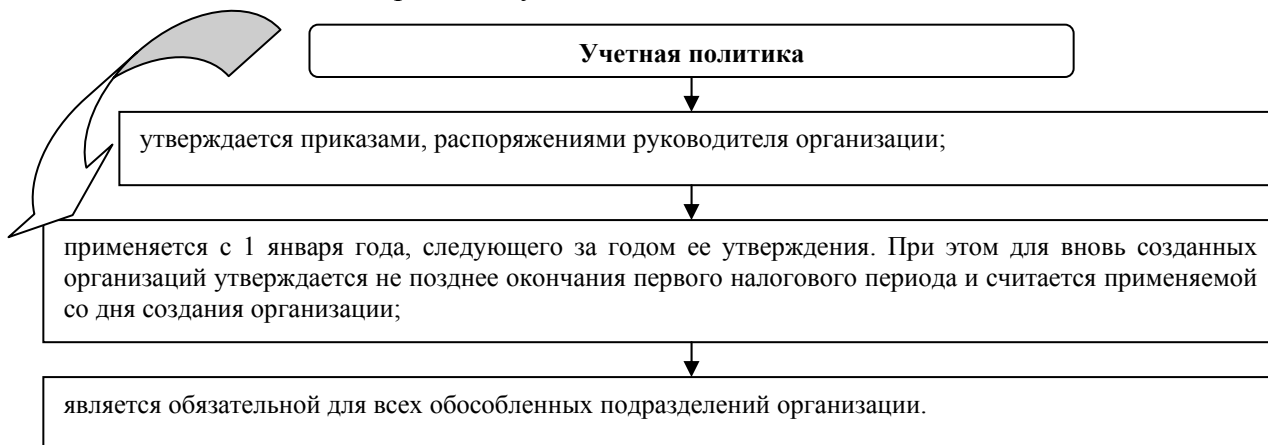 Учетная политика
утверждается приказами, распоряжениями руководителя организации;
применяется с 1 января года, следующего за годом ее утверждения. При этом для вновь созданных
организаций утверждается не позднее окончания первого налогового периода и считается применяемой
со дня создания организации;
является обязательной для всех обособленных подразделений организации.